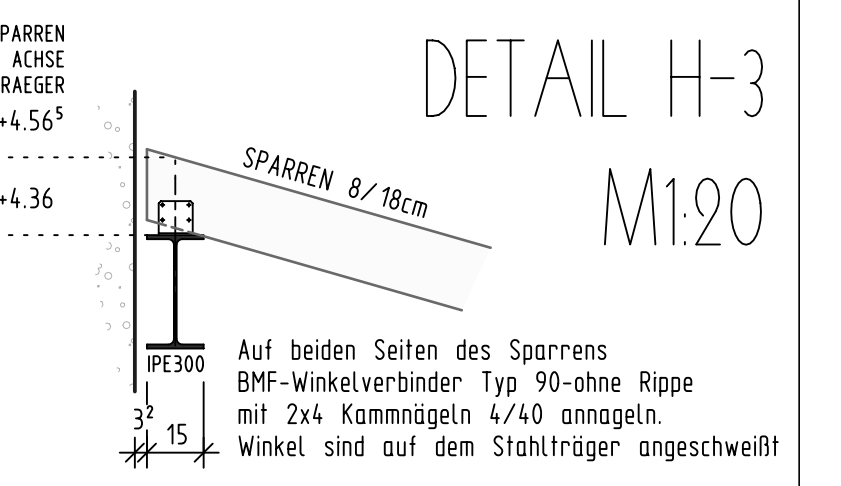 PARREN
ACHSE
RAEGER
+4.56⁵
+4.36
DETAIL H-3
M1:20
SPARREN 8/18cm
IPE300
3²
15
Auf beiden Seiten des Sparrens
BMF-Winkelverbinder Typ 90-ohne Rippe
mit 2x4 Kammnägeln 4/40 annageln.
Winkel sind auf dem Stahlträger angeschweißt